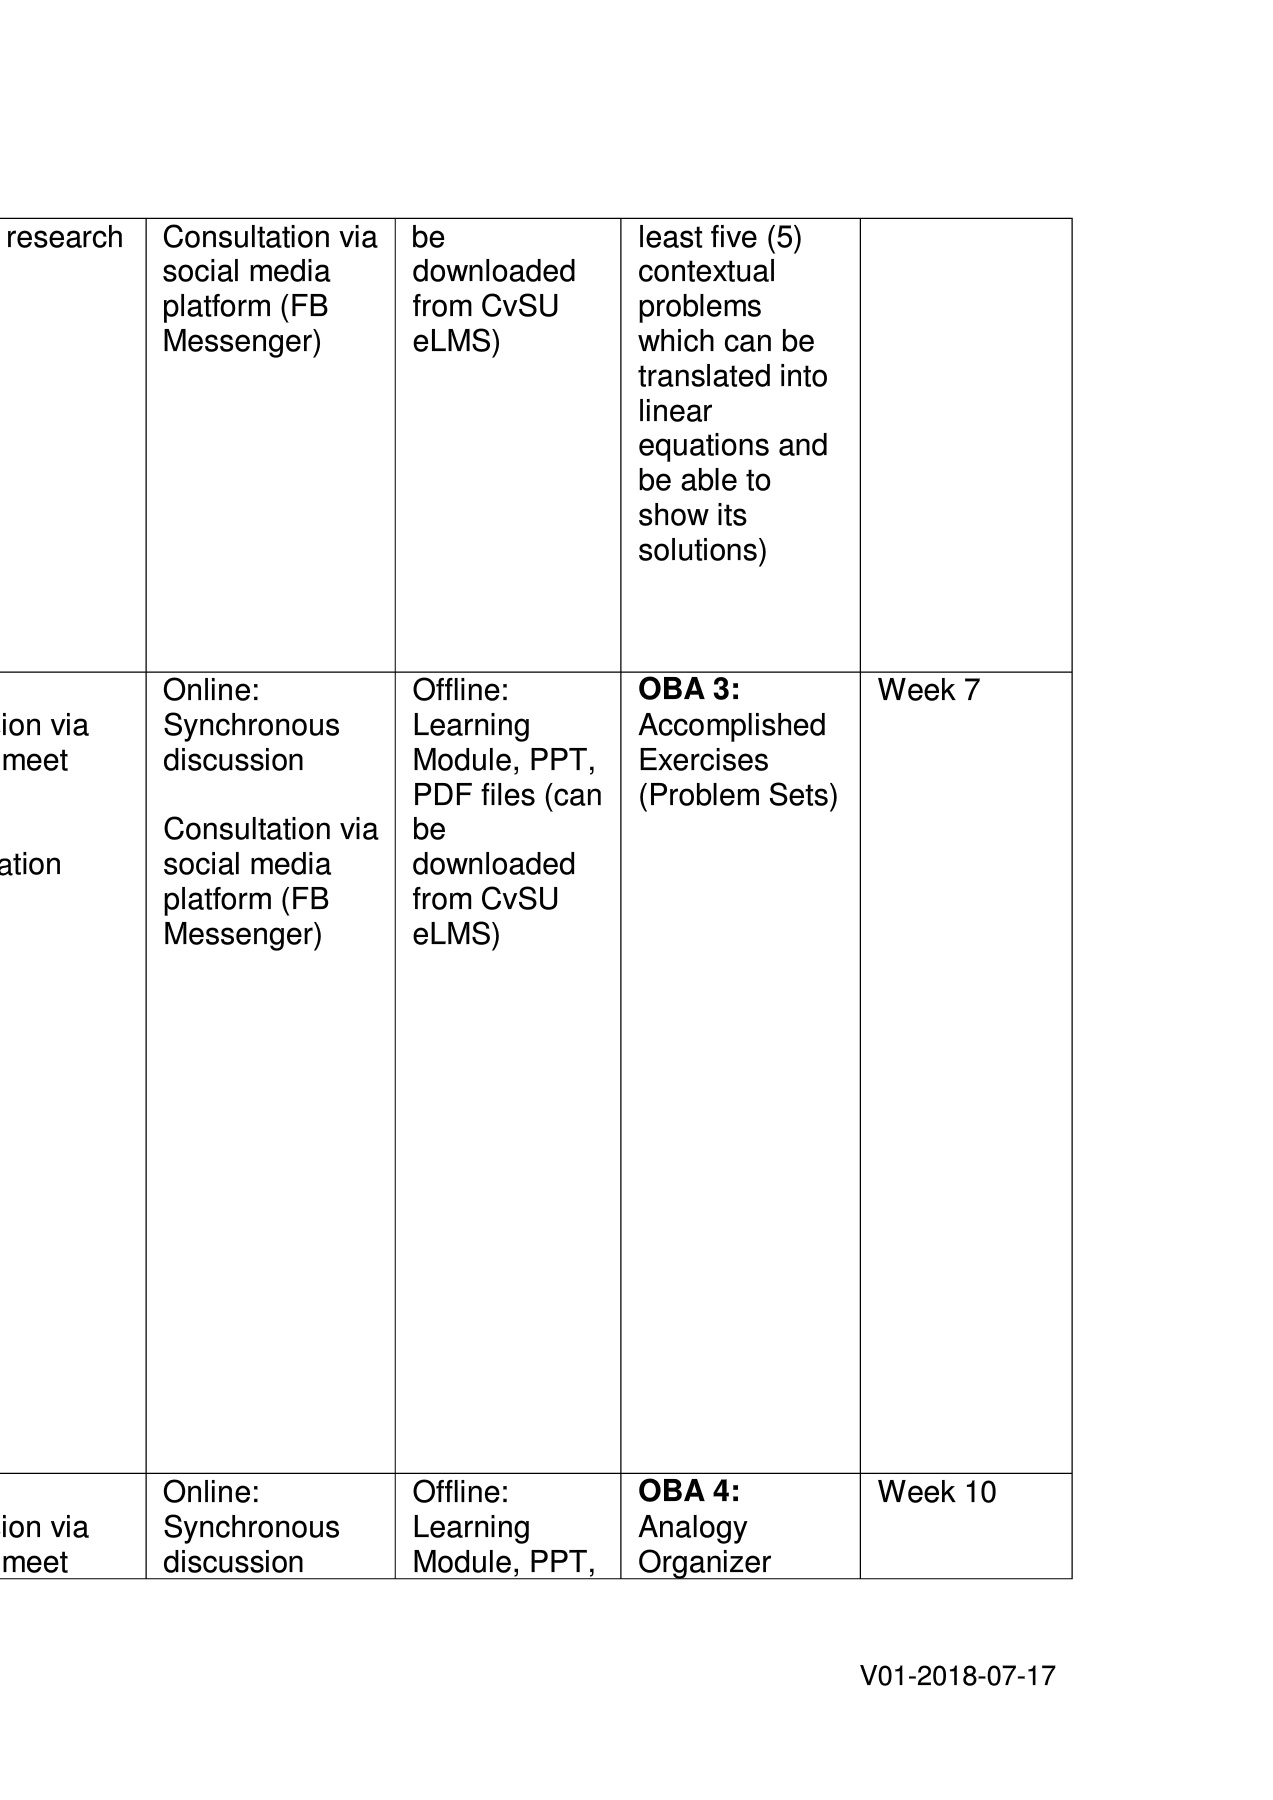 research
Consultation via
social media
platform (FB
Messenger)
be
downloaded
from CvSU
eLMS)
least five (5)
contextual
problems
which can be
translated into
linear
equations and
be able to
show its
solutions)
ion via
meet
ation
Online:
Synchronous
discussion
Consultation via
social media
platform (FB
Messenger)
Offline:
Learning
Module, PPT,
PDF files (can
be
downloaded
from CvSU
eLMS)
OBA 3:
Accomplished
Exercises
(Problem Sets)
Week 7
ion via
meet
Online:
Synchronous
discussion
Offline:
Learning
Module, PPT,
OBA 4:
Analogy
Organizer
Week 10
V01-2018-07-17